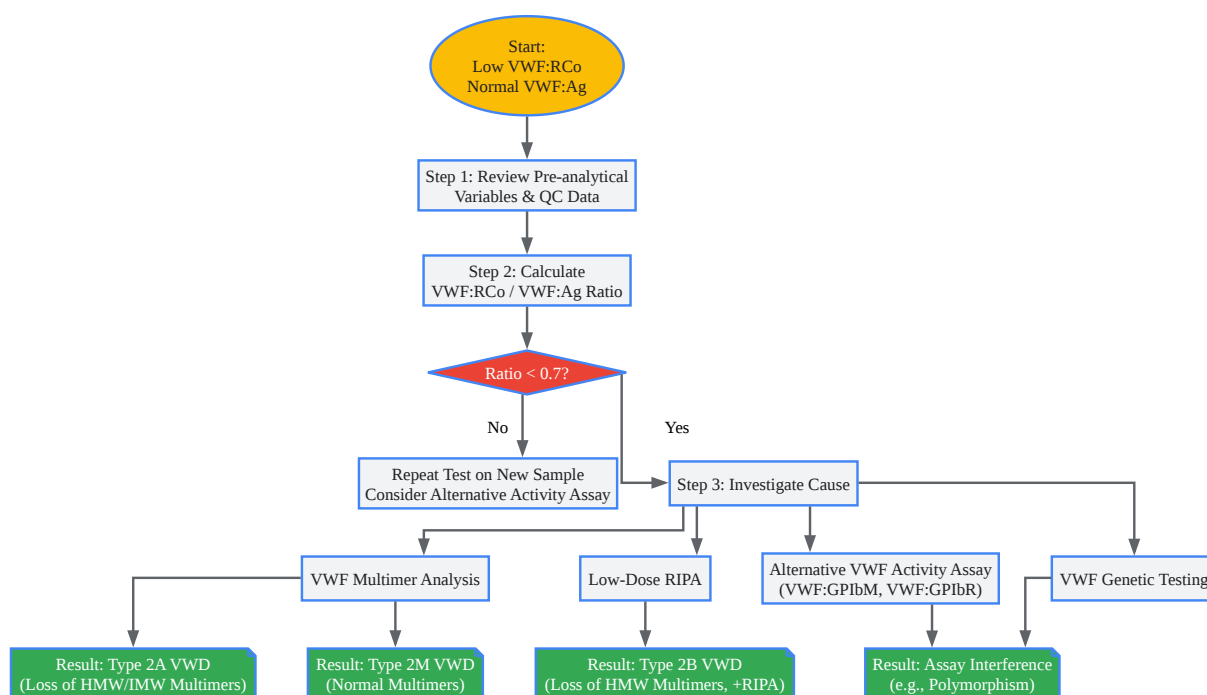 Start:
Low VWF:RCo
Normal VWF:Ag
Step 1: Review Pre-analytical
Variables & QC Data
Step 2: Calculate
VWF:RCo / VWF:Ag Ratio
Ratio < 0.7?
No
Yes
Repeat Test on New Sample
Consider Alternative Activity Assay
Step 3: Investigate Cause
VWF Multimer Analysis
Low-Dose RIPA
Alternative VWF Activity Assay
(VWF:GPIbM, VWF:GPIbR)
VWF Genetic Testing
Result: Type 2A VWD
(Loss of HMW/IMW Multimers)
Result: Type 2M VWD
(Normal Multimers)
Result: Type 2B VWD
(Loss of HMW Multimers, +RIPA)
Result: Assay Interference
(e.g., Polymorphism)